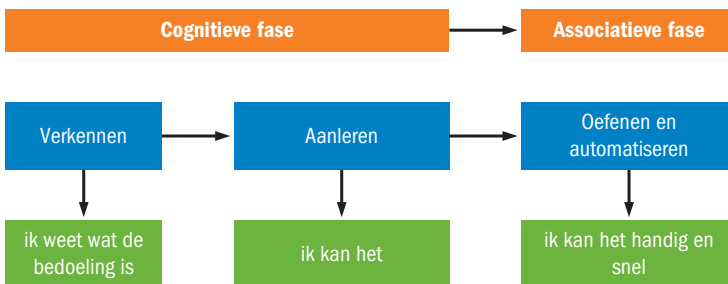 Cognitieve fase
Associatieve fase
Verkennen
Aanleren
Oefenen en
automatiseren
ik weet wat de
bedoeling is
ik kan het
ik kan het handig en
snel